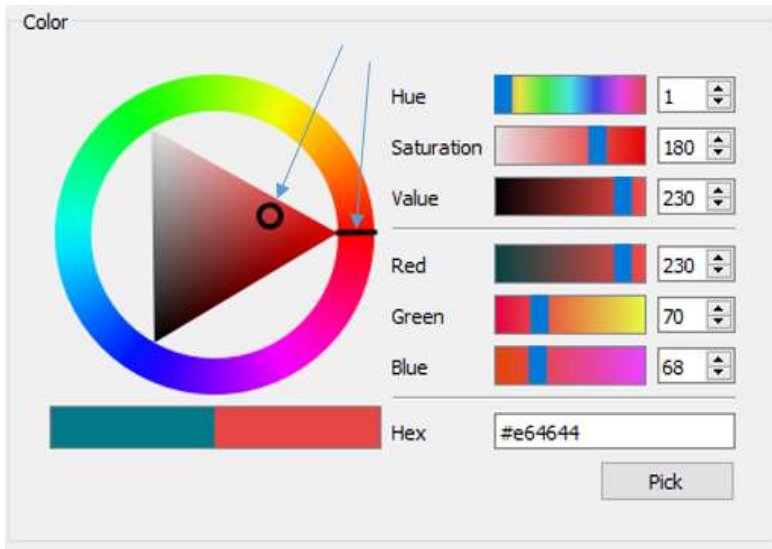 Color
Hue 1
Saturation 180
Value 230
Red 230
Green 70
Blue 68
Hex #e64644
Pick